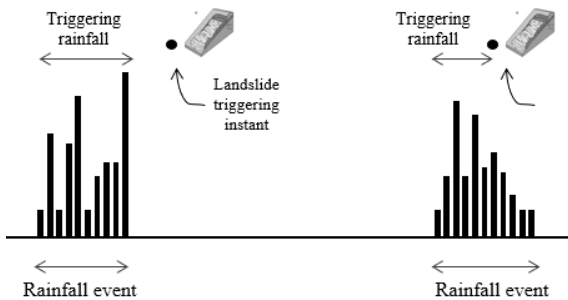 Triggering
rainfall
Landslide
triggering
instant
Rainfall event
Triggering
rainfall
Rainfall event